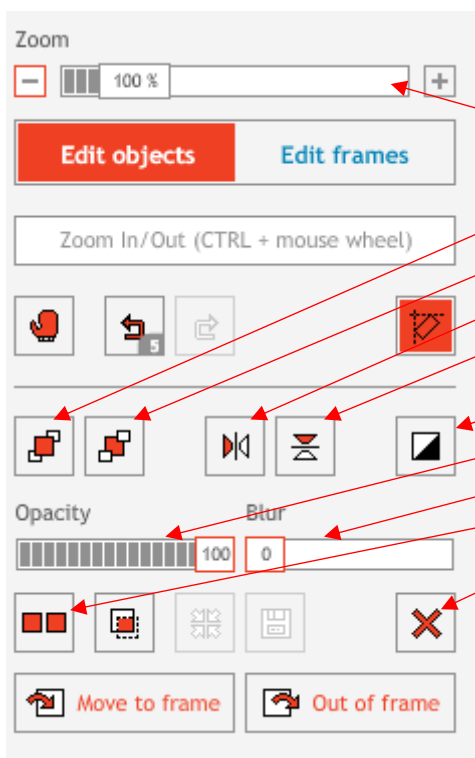 Zoom
100 %
Edit objects Edit frames
Zoom In/Out (CTRL + mouse wheel)
5
Opacity Blur
100 0
Move to frame Out of frame